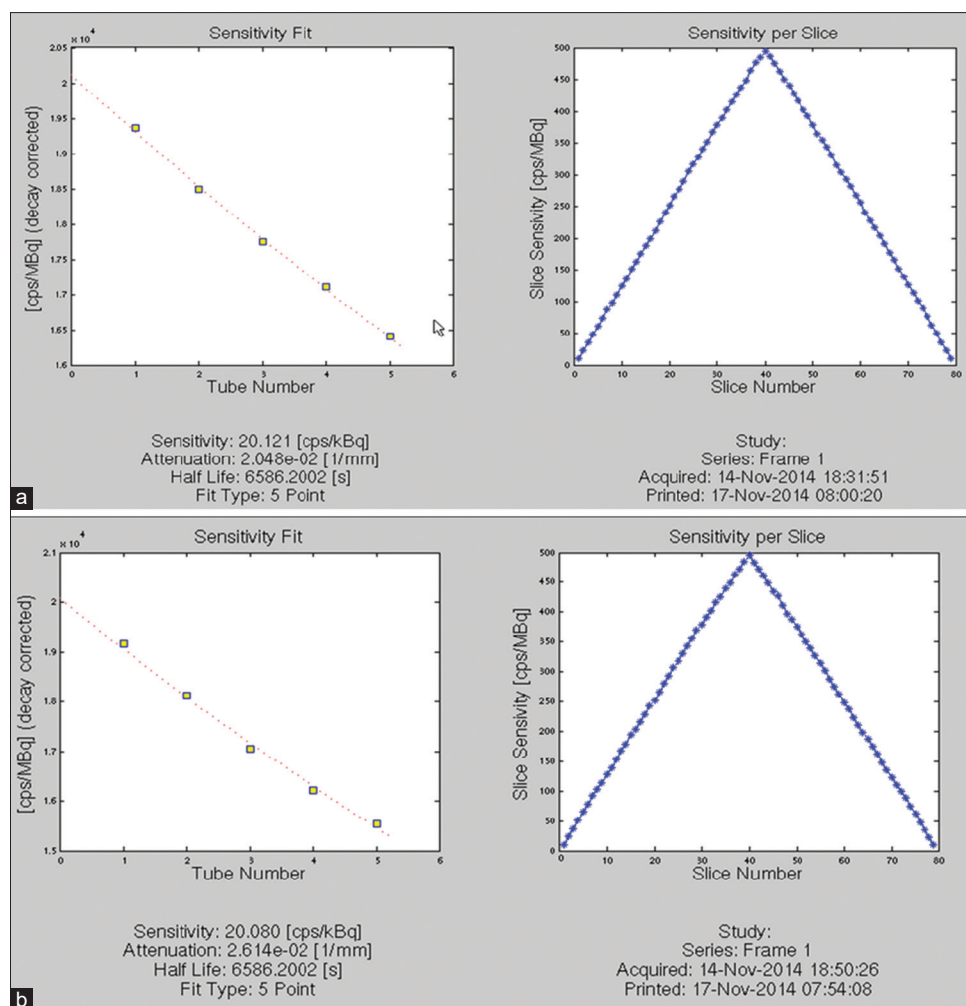 Sensitivity Fit
x 10⁴
[cps/MBq] (decay corrected)
2.05
2
1.95
1.9
1.85
1.8
1.75
1.7
1.65
1.6
0 1 2 3 4 5 6
Tube Number
Sensitivity: 20.121 [cps/kBq]
Attenuation: 2.048e-02 [1/mm]
Half Life: 6586.2002 [s]
Fit Type: 5 Point
Sensitivity per Slice
Slice Sensivity [cps/MBq]
500
450
400
350
300
250
200
150
100
50
0
0 10 20 30 40 50 60 70 80
Slice Number
Study:
Series: Frame 1
Acquired: 14-Nov-2014 18:31:51
Printed: 17-Nov-2014 08:00:20
a
Sensitivity Fit
x 10⁴
[cps/MBq] (decay corrected)
2.1
2
1.9
1.8
1.7
1.6
1.5
0 1 2 3 4 5 6
Tube Number
Sensitivity: 20.080 [cps/kBq]
Attenuation: 2.614e-02 [1/mm]
Half Life: 6586.2002 [s]
Fit Type: 5 Point
Sensitivity per Slice
Slice Sensivity [cps/MBq]
500
450
400
350
300
250
200
150
100
50
0
0 10 20 30 40 50 60 70 80
Slice Number
Study:
Series: Frame 1
Acquired: 14-Nov-2014 18:50:26
Printed: 17-Nov-2014 07:54:08
b